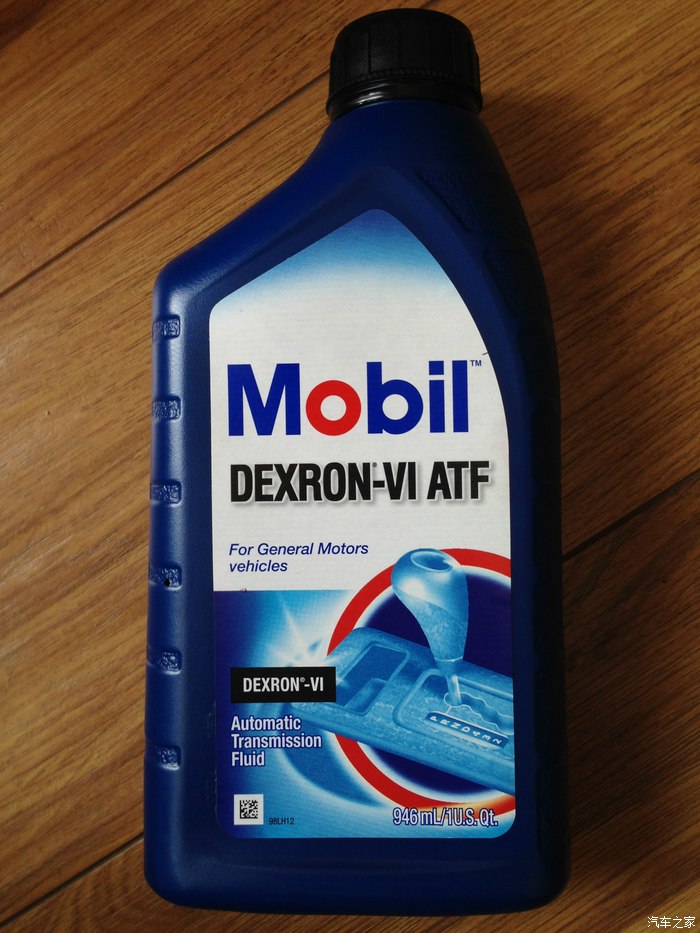 Mobil™
DEXRON®-VI ATF
For General Motors
vehicles
DEXRON®-VI
Automatic
Transmission
Fluid
PRND432
98LH12
946 mL/1U.S. Qt.
汽车之家